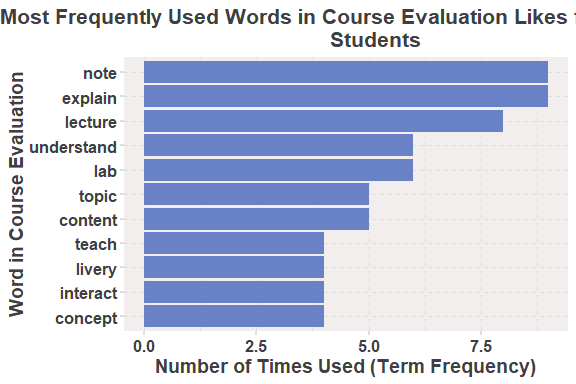 Most Frequently Used Words in Course Evaluation Likes
Students
Word in Course Evaluation
note
explain
lecture
understand
lab
topic
content
teach
livery
interact
concept
0.0 2.5 5.0 7.5
Number of Times Used (Term Frequency)